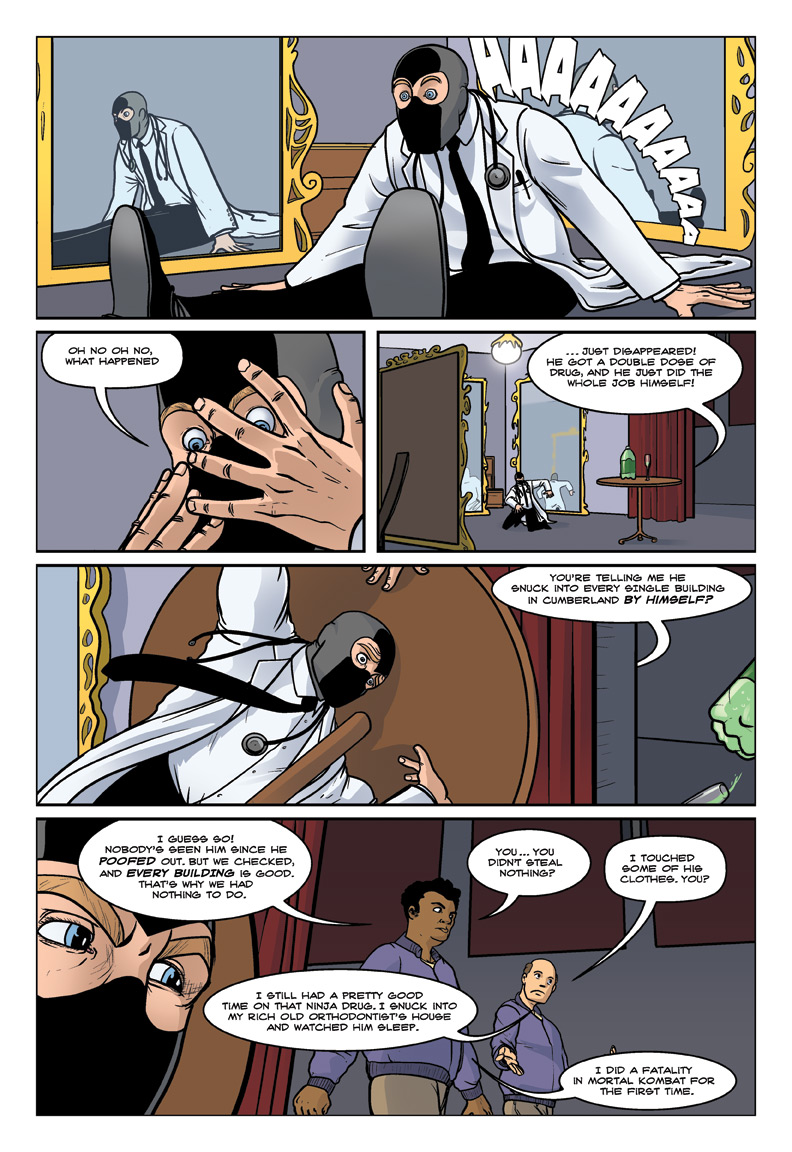 AAAAAAAAAAA
OH NO OH NO,
WHAT HAPPENED
...JUST DISAPPEARED!
HE GOT A DOUBLE DOSE OF
DRUG, AND HE JUST DID THE
WHOLE JOB HIMSELF!
YOU'RE TELLING ME HE
SNUCK INTO EVERY SINGLE BUILDING
IN CUMBERLAND BY HIMSELF?
I GUESS SO!
NOBODY'S SEEN HIM SINCE HE
POOFED OUT. BUT WE CHECKED,
AND EVERY BUILDING IS GOOD.
THAT'S WHY WE HAD
NOTHING TO DO.
YOU...YOU
DIDN'T STEAL
NOTHING?
I TOUCHED
SOME OF HIS
CLOTHES. YOU?
I STILL HAD A PRETTY GOOD
TIME ON THAT NINJA DRUG. I SNUCK INTO
MY RICH OLD ORTHODONTIST'S HOUSE
AND WATCHED HIM SLEEP.
I DID A FATALITY
IN MORTAL KOMBAT FOR
THE FIRST TIME.